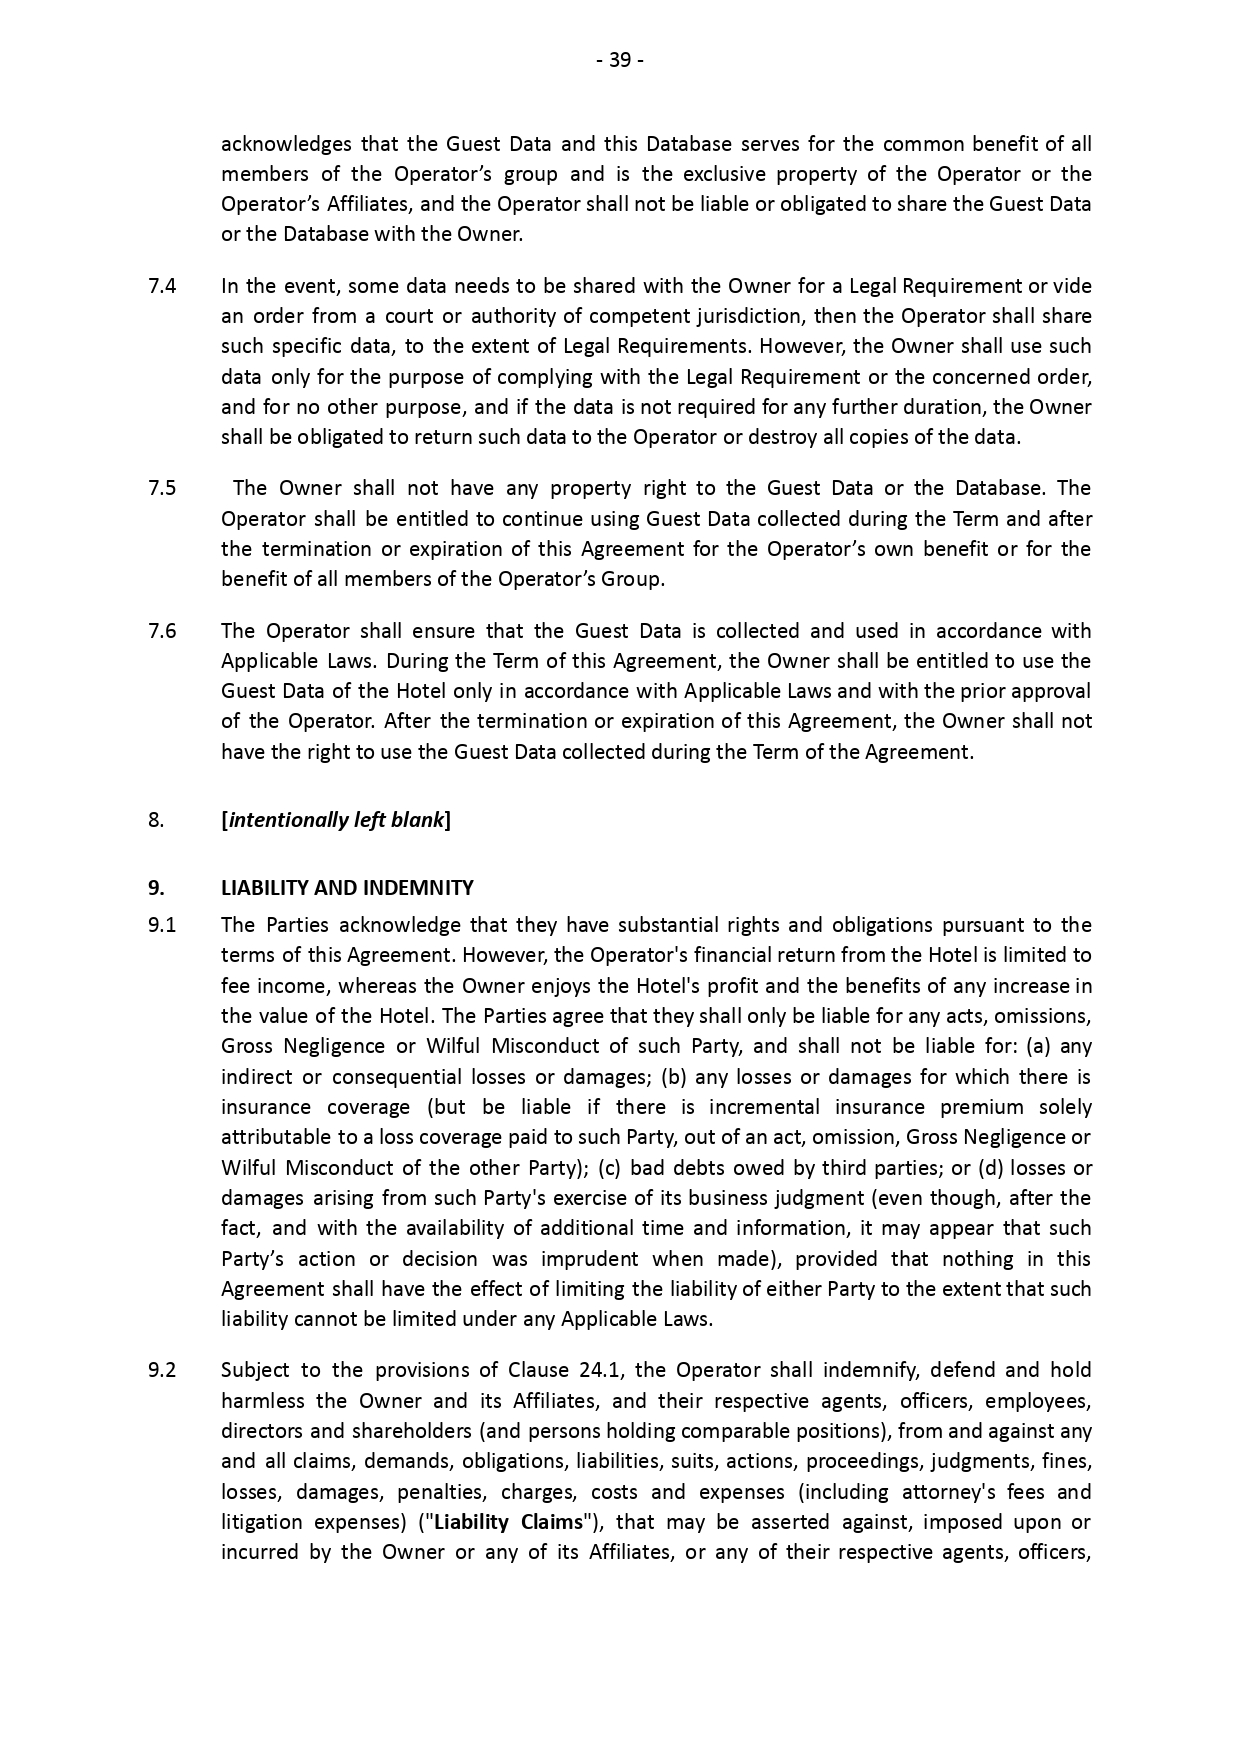 - 39 -
acknowledges that the Guest Data and this Database serves for the common benefit of all
members of the Operator’s group and is the exclusive property of the Operator or the
Operator’s Affiliates, and the Operator shall not be liable or obligated to share the Guest Data
or the Database with the Owner.
7.4 In the event, some data needs to be shared with the Owner for a Legal Requirement or vide
an order from a court or authority of competent jurisdiction, then the Operator shall share
such specific data, to the extent of Legal Requirements. However, the Owner shall use such
data only for the purpose of complying with the Legal Requirement or the concerned order,
and for no other purpose, and if the data is not required for any further duration, the Owner
shall be obligated to return such data to the Operator or destroy all copies of the data.
7.5 The Owner shall not have any property right to the Guest Data or the Database. The
Operator shall be entitled to continue using Guest Data collected during the Term and after
the termination or expiration of this Agreement for the Operator’s own benefit or for the
benefit of all members of the Operator’s Group.
7.6 The Operator shall ensure that the Guest Data is collected and used in accordance with
Applicable Laws. During the Term of this Agreement, the Owner shall be entitled to use the
Guest Data of the Hotel only in accordance with Applicable Laws and with the prior approval
of the Operator. After the termination or expiration of this Agreement, the Owner shall not
have the right to use the Guest Data collected during the Term of the Agreement.
8. [intentionally left blank]
9. LIABILITY AND INDEMNITY
9.1 The Parties acknowledge that they have substantial rights and obligations pursuant to the
terms of this Agreement. However, the Operator's financial return from the Hotel is limited to
fee income, whereas the Owner enjoys the Hotel's profit and the benefits of any increase in
the value of the Hotel. The Parties agree that they shall only be liable for any acts, omissions,
Gross Negligence or Wilful Misconduct of such Party, and shall not be liable for: (a) any
indirect or consequential losses or damages; (b) any losses or damages for which there is
insurance coverage (but be liable if there is incremental insurance premium solely
attributable to a loss coverage paid to such Party, out of an act, omission, Gross Negligence or
Wilful Misconduct of the other Party); (c) bad debts owed by third parties; or (d) losses or
damages arising from such Party's exercise of its business judgment (even though, after the
fact, and with the availability of additional time and information, it may appear that such
Party’s action or decision was imprudent when made), provided that nothing in this
Agreement shall have the effect of limiting the liability of either Party to the extent that such
liability cannot be limited under any Applicable Laws.
9.2 Subject to the provisions of Clause 24.1, the Operator shall indemnify, defend and hold
harmless the Owner and its Affiliates, and their respective agents, officers, employees,
directors and shareholders (and persons holding comparable positions), from and against any
and all claims, demands, obligations, liabilities, suits, actions, proceedings, judgments, fines,
losses, damages, penalties, charges, costs and expenses (including attorney's fees and
litigation expenses) ("Liability Claims"), that may be asserted against, imposed upon or
incurred by the Owner or any of its Affiliates, or any of their respective agents, officers,